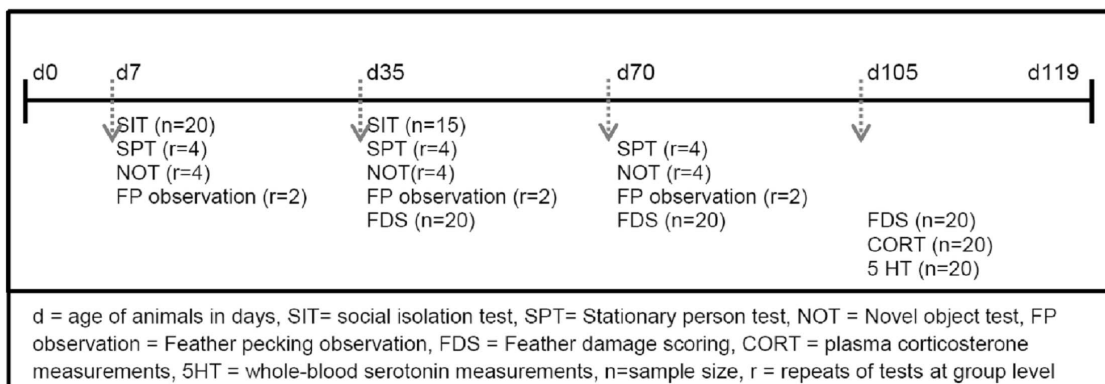 d0 d7 d35 d70 d105 d119
SIT (n=20) SIT (n=15)
SPT (r=4) SPT (r=4) SPT (r=4)
NOT (r=4) NOT(r=4) NOT (r=4)
FP observation (r=2) FP observation (r=2) FP observation (r=2)
FDS (n=20) FDS (n=20) FDS (n=20)
CORT (n=20)
5 HT (n=20)
d = age of animals in days, SIT= social isolation test, SPT= Stationary person test, NOT = Novel object test, FP
observation = Feather pecking observation, FDS = Feather damage scoring, CORT = plasma corticosterone
measurements, 5HT = whole-blood serotonin measurements, n=sample size, r = repeats of tests at group level